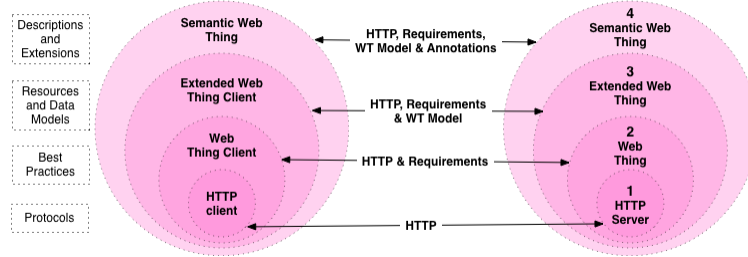 Descriptions
and
Extensions
Resources
and Data
Models
Best
Practices
Protocols
Semantic Web
Thing
Extended Web
Thing Client
Web
Thing Client
HTTP
client
HTTP, Requirements,
WT Model & Annotations
HTTP, Requirements
& WT Model
HTTP & Requirements
HTTP
4
Semantic Web
Thing
3
Extended Web
Thing
2
Web
Thing
1
HTTP
Server